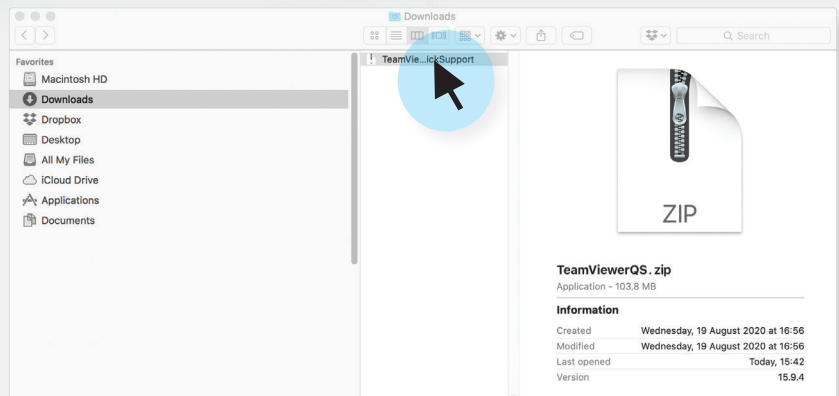 Downloads
Search
Favorites
Macintosh HD
Downloads
Dropbox
Desktop
All My Files
iCloud Drive
Applications
Documents
TeamVie...ickSupport
ZIP
TeamViewerQS.zip
Application - 103.8 MB
Information
Created Wednesday, 19 August 2020 at 16:56
Modified Wednesday, 19 August 2020 at 16:56
Last opened Today, 15:42
Version 15.9.4